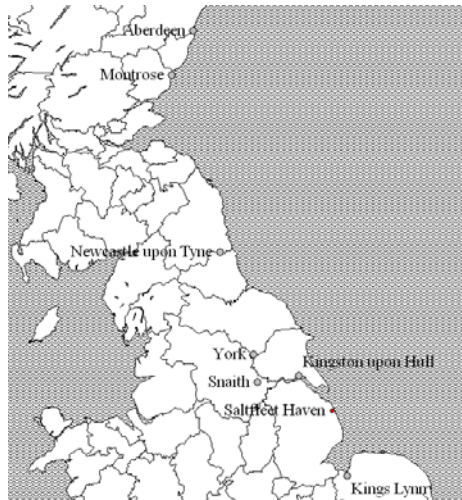 Aberdeen
Montrose
Newcastle upon Tyne
York
Kingston upon Hull
Snaith
Saltfleet Haven
Kings Lynn